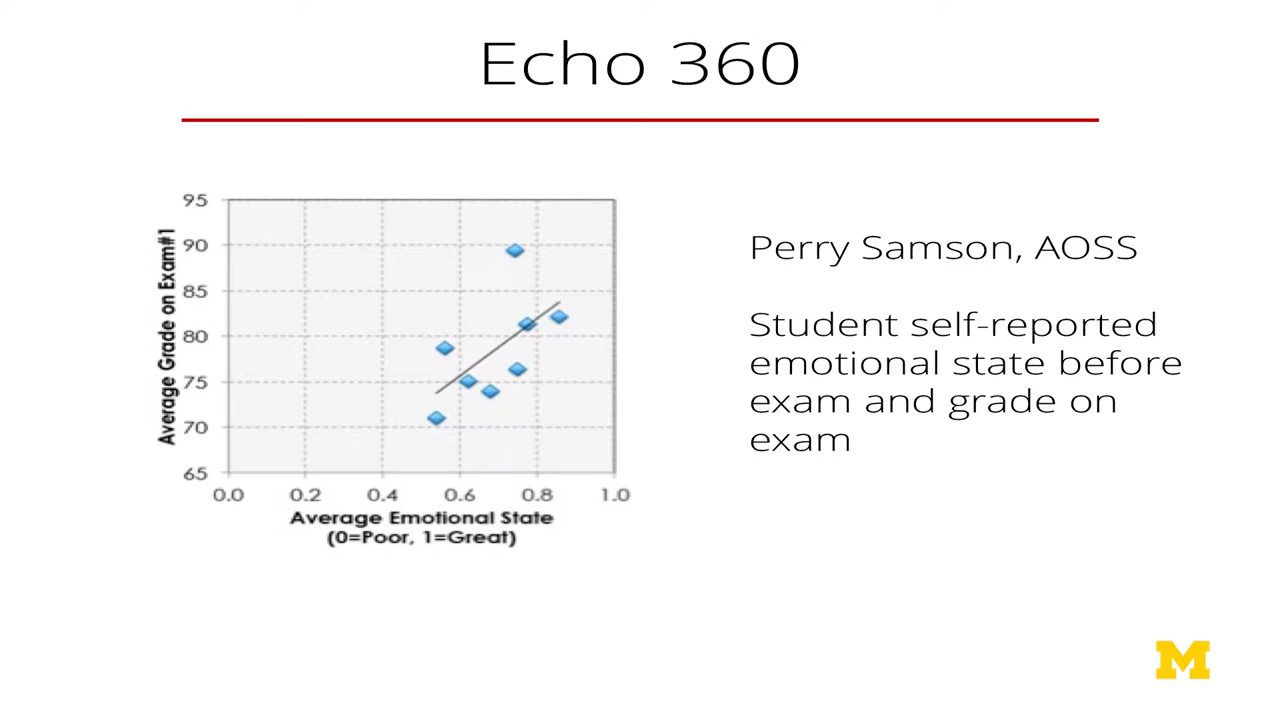 Echo 360
95
90
85
80
75
70
65
Average Grade on Exam#1
0.0 0.2 0.4 0.6 0.8 1.0
Average Emotional State
(0=Poor, 1=Great)
Perry Samson, AOSS
Student self-reported
emotional state before
exam and grade on
exam
M